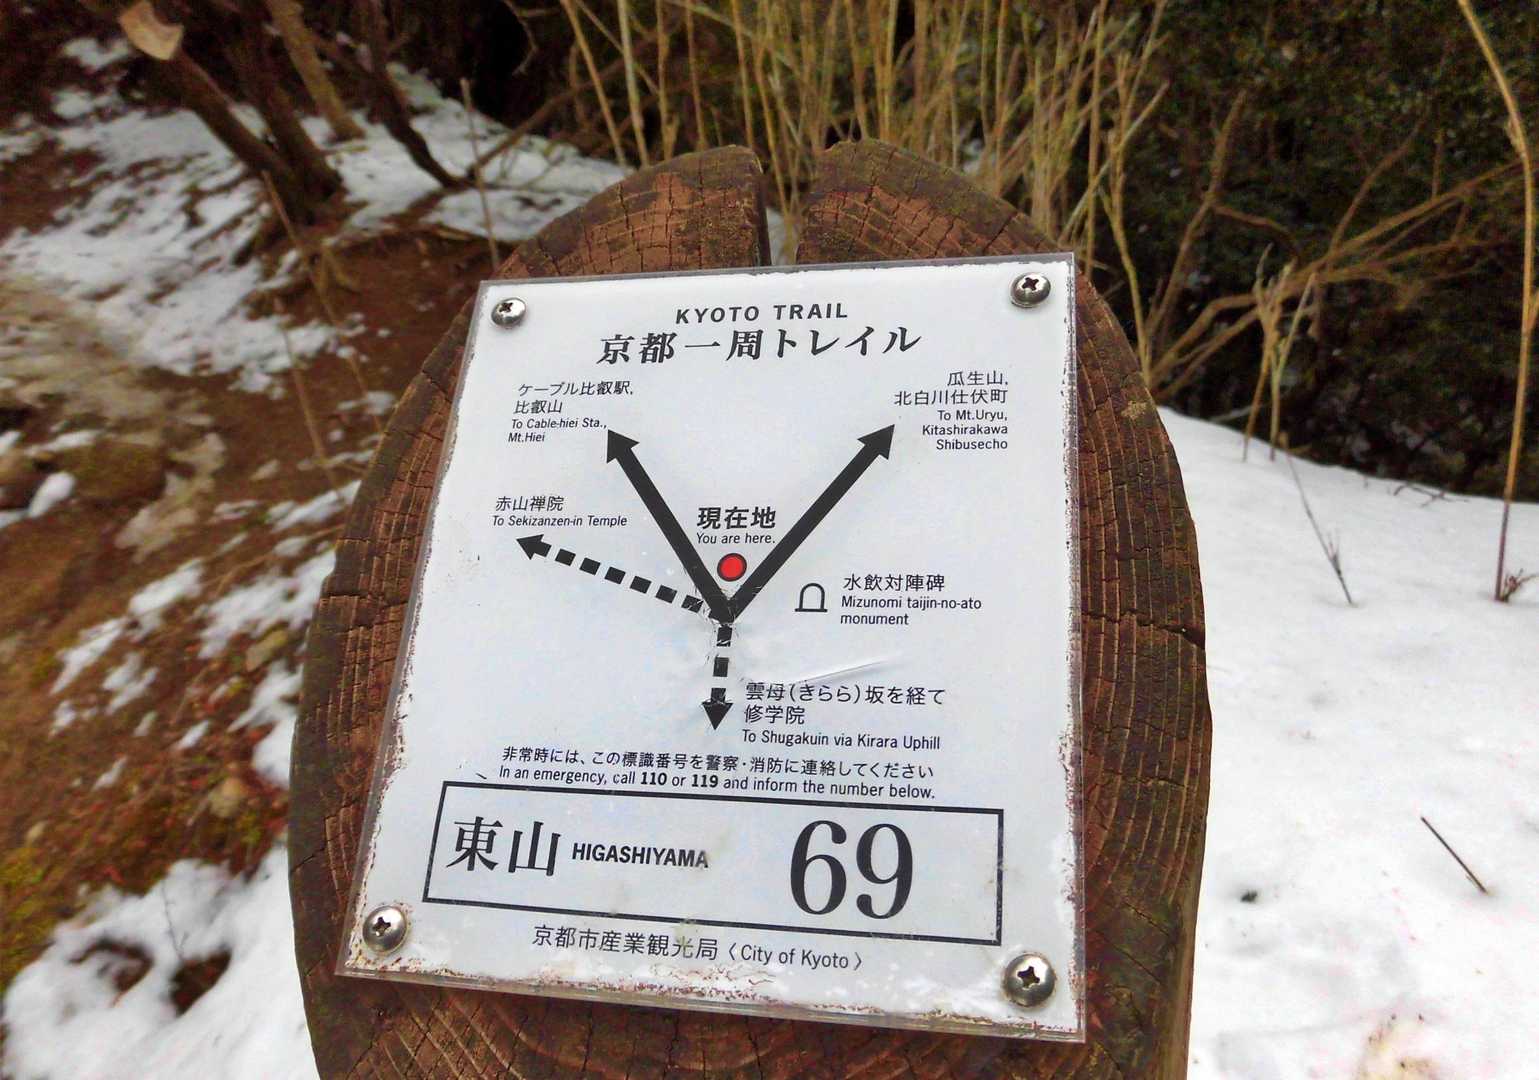 KYOTO TRAIL
京都一周トレイル
ケーブル比叡駅,
比叡山
To Cable-hiei Sta.,
Mt.Hiei
瓜生山,
北白川仕伏町
To Mt.Uryu,
Kitashirakawa
Shibusecho
赤山禅院
To Sekizanzen-in Temple
現在地
You are here.
水飲対陣碑
Mizunomi taijin-no-ato
monument
雲母(きらら)坂を経て
修学院
To Shugakuin via Kirara Uphill
非常時には、この標識番号を警察・消防に連絡してください
In an emergency, call 110 or 119 and inform the number below.
東山 HIGASHIYAMA 69
京都市産業観光局〈City of Kyoto〉